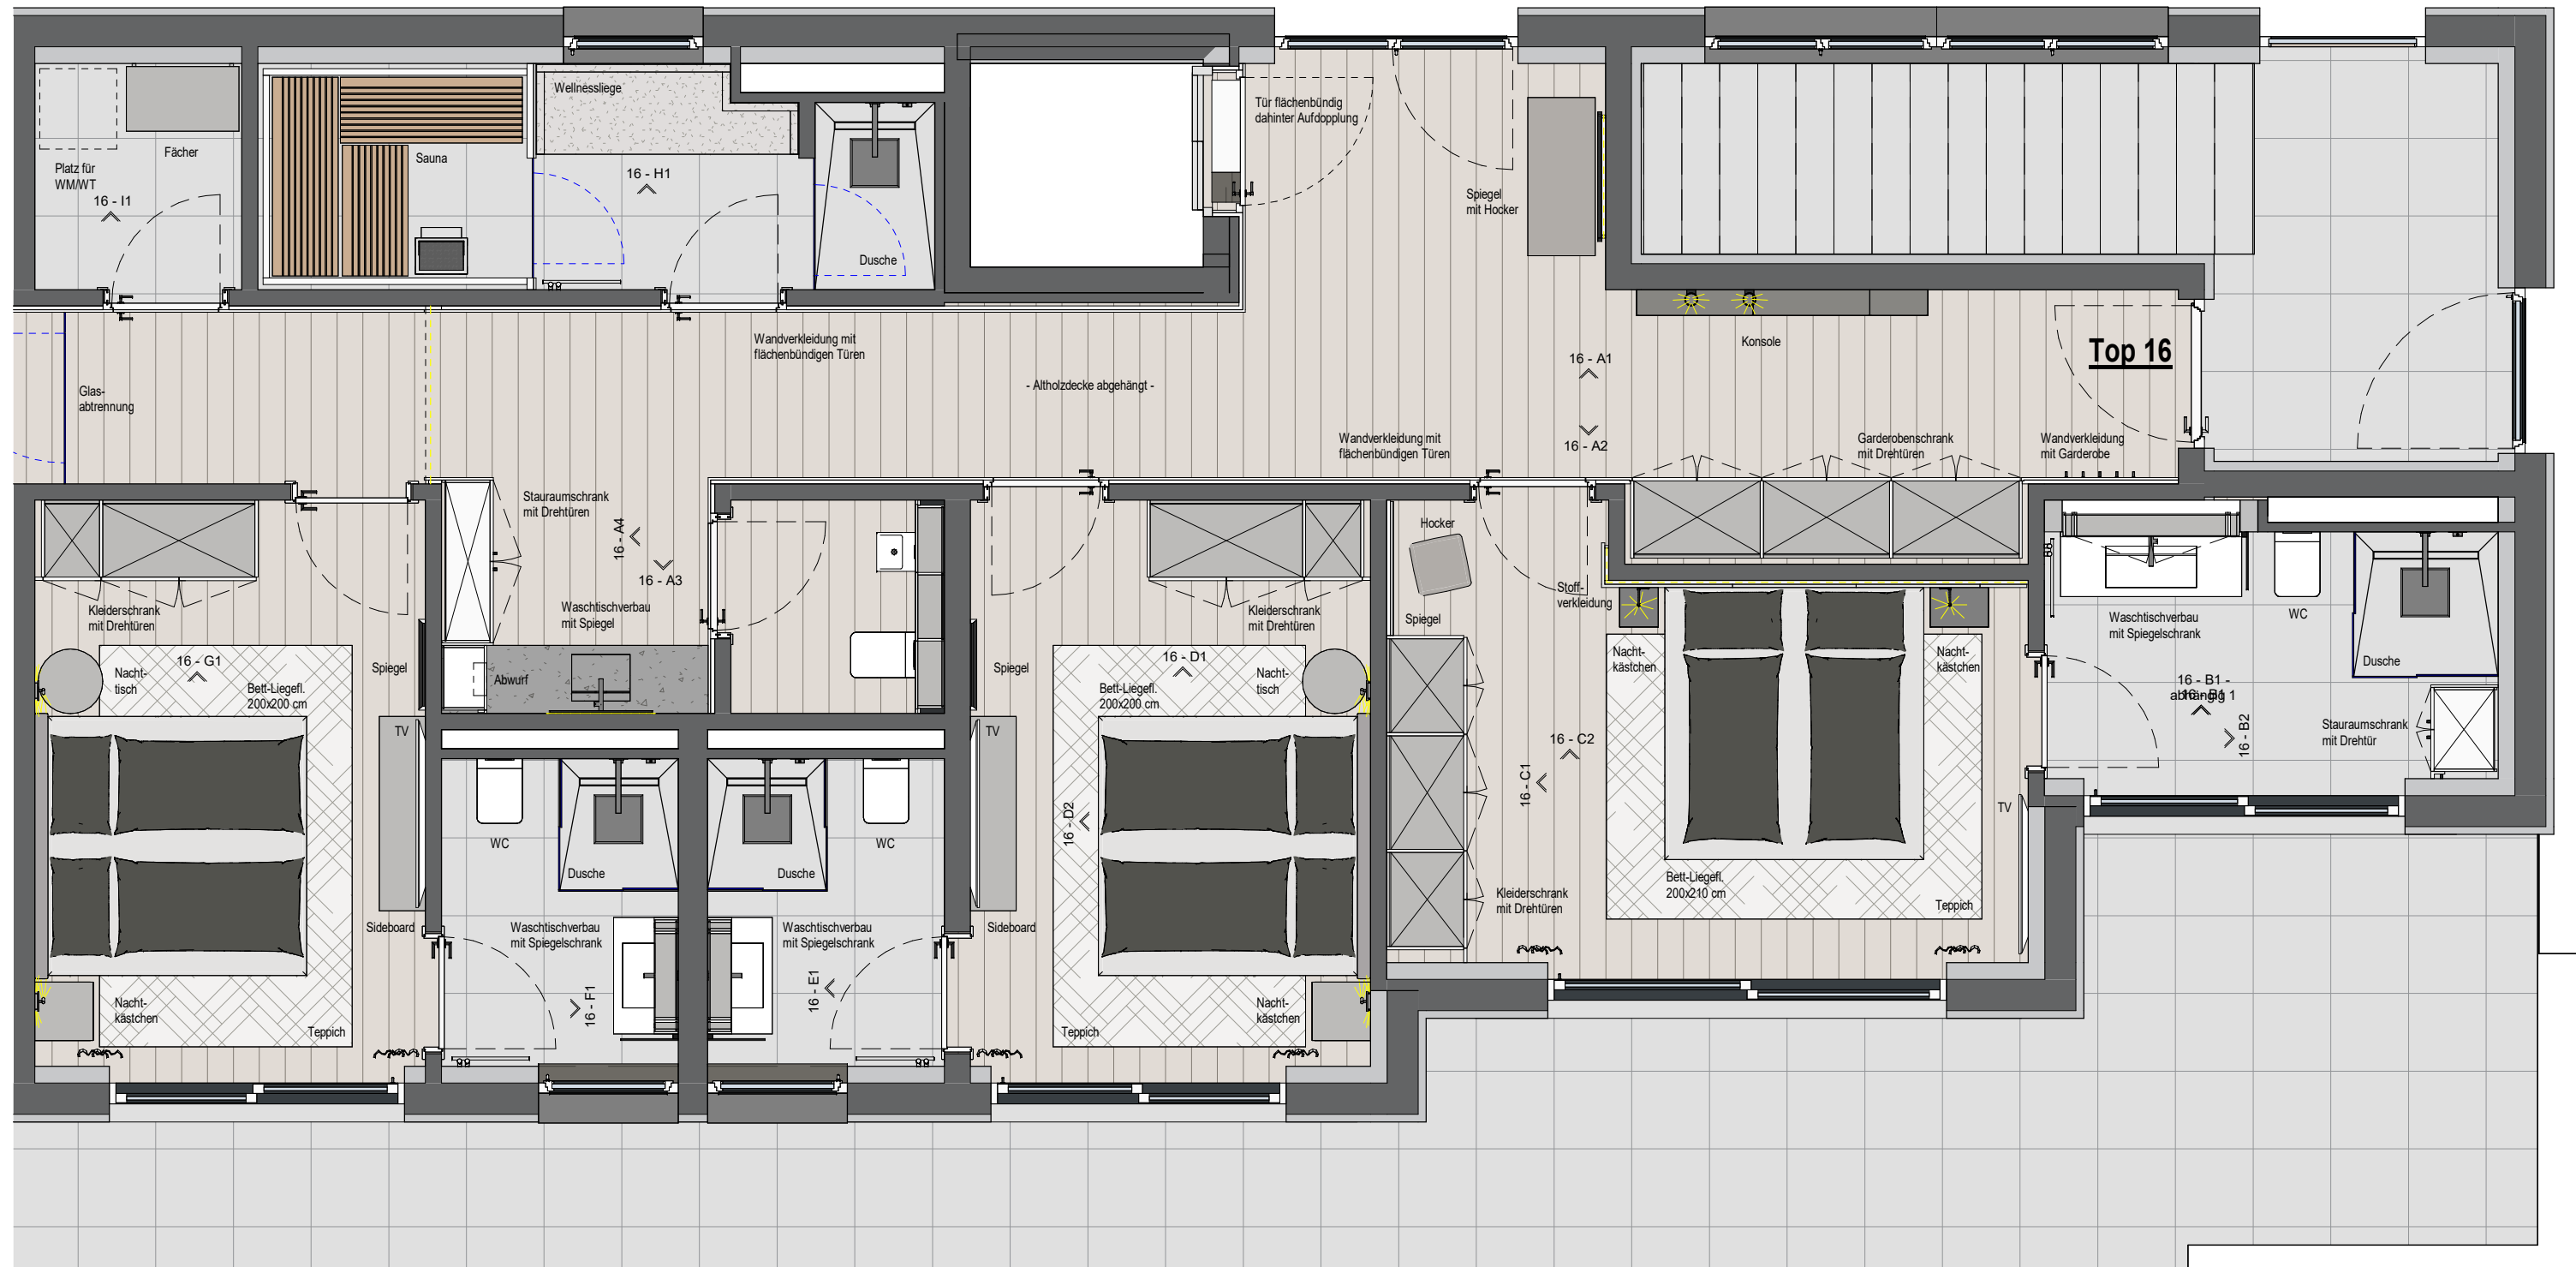 Wellnessliege
Tür flächenbündig
dahinter Aufdopplung
Fächer
Sauna
Platz für
WM/WT
16 - H1
16 - I1
Spiegel
mit Hocker
Dusche
Wandverkleidung mit
flächenbündigen Türen
Konsole
Top 16
16 - A1
- Altholzdecke abgehängt -
Glas-
abtrennung
Wandverkleidung mit
flächenbündigen Türen
16 - A2
Garderobenschrank
mit Drehtüren
Wandverkleidung
mit Garderobe
Stauraumschrank
mit Drehtüren
16 - A4
16 - A3
Hocker
Stoff-
verkleidung
Kleiderschrank
mit Drehtüren
Waschtischverbau
mit Spiegel
Kleiderschrank
mit Drehtüren
Spiegel
Waschtischverbau
mit Spiegelschrank
WC
16 - G1
Nacht-
tisch
Spiegel
Abwurf
Spiegel
16 - D1
Nacht-
tisch
Nacht-
kästchen
Nacht-
kästchen
Dusche
Bett-Liegefl.
200x200 cm
Bett-Liegefl.
200x200 cm
16 - B1 -
abhängig 1
16 - B2
Stauraumschrank
mit Drehtür
TV
TV
16 - C2
16 - C1
16 - D2
TV
WC
Dusche
Dusche
WC
Bett-Liegefl.
200x210 cm
Teppich
Kleiderschrank
mit Drehtüren
Sideboard
Waschtischverbau
mit Spiegelschrank
Waschtischverbau
mit Spiegelschrank
Sideboard
16 - F1
16 - E1
Nacht-
kästchen
Teppich
Teppich
Nacht-
kästchen